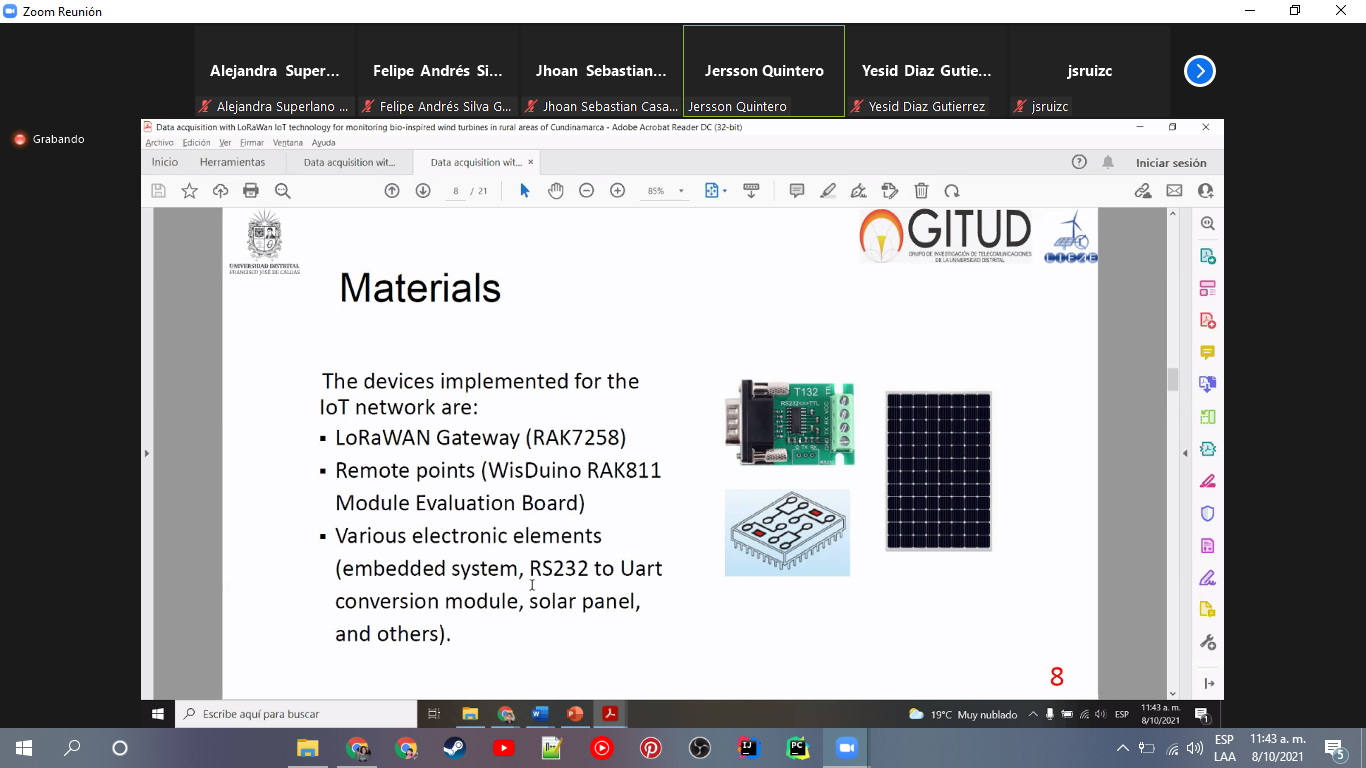 Zoom Reunión
Alejandra Super...
Felipe Andrés Si...
Jhoan Sebastian...
Jersson Quintero
Yesid Diaz Gutie...
jsruizc
Alejandra Superlano ...
Felipe Andrés Silva G...
Jhoan Sebastian Casa...
Jersson Quintero
Yesid Diaz Gutierrez
jsruizc
Grabando
Data acquisition with LoRaWan IoT technology for monitoring bio-inspired wind turbines in rural areas of Cundinamarca - Adobe Acrobat Reader DC (32-bit)
Archivo Edición Ver Firmar Ventana Ayuda
Inicio Herramientas Data acquisition wit... Data acquisition wit... × Iniciar sesión
8 / 21 85%
UNIVERSIDAD DISTRITAL
FRANCISCO JOSÉ DE CALDAS
GITUD
GRUPO DE INVESTIGACIÓN DE TELECOMUNICACIONES
DE LA UNIVERSIDAD DISTRITAL
Materials
The devices implemented for the
IoT network are:
▪ LoRaWAN Gateway (RAK7258)
▪ Remote points (WisDuino RAK811
Module Evaluation Board)
▪ Various electronic elements
(embedded system, RS232 to Uart
conversion module, solar panel,
and others).
T132
RS232<=>TTL
GND TX RX VCC
8
Escribe aquí para buscar
19°C Muy nublado
ESP
11:43 a. m.
8/10/2021
1
ESP
LAA
11:43 a. m.
8/10/2021
5